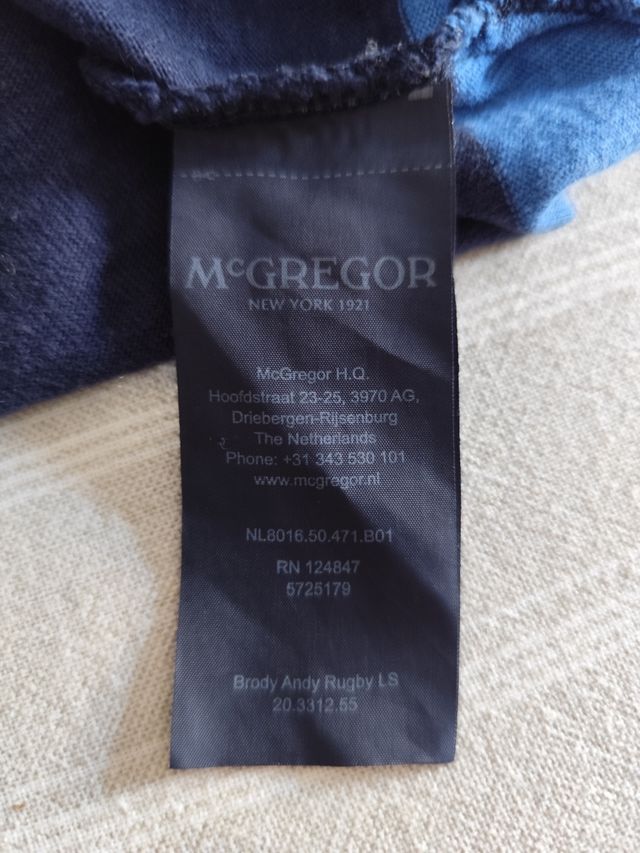 McGREGOR
NEW YORK 1921
McGregor H.Q.
Hoofdstraat 23-25, 3970 AG,
Driebergen-Rijsenburg
The Netherlands
Phone: +31 343 530 101
www.mcgregor.nl
NL8016.50.471.B01
RN 124847
5725179
Brody Andy Rugby LS
20.3312.55